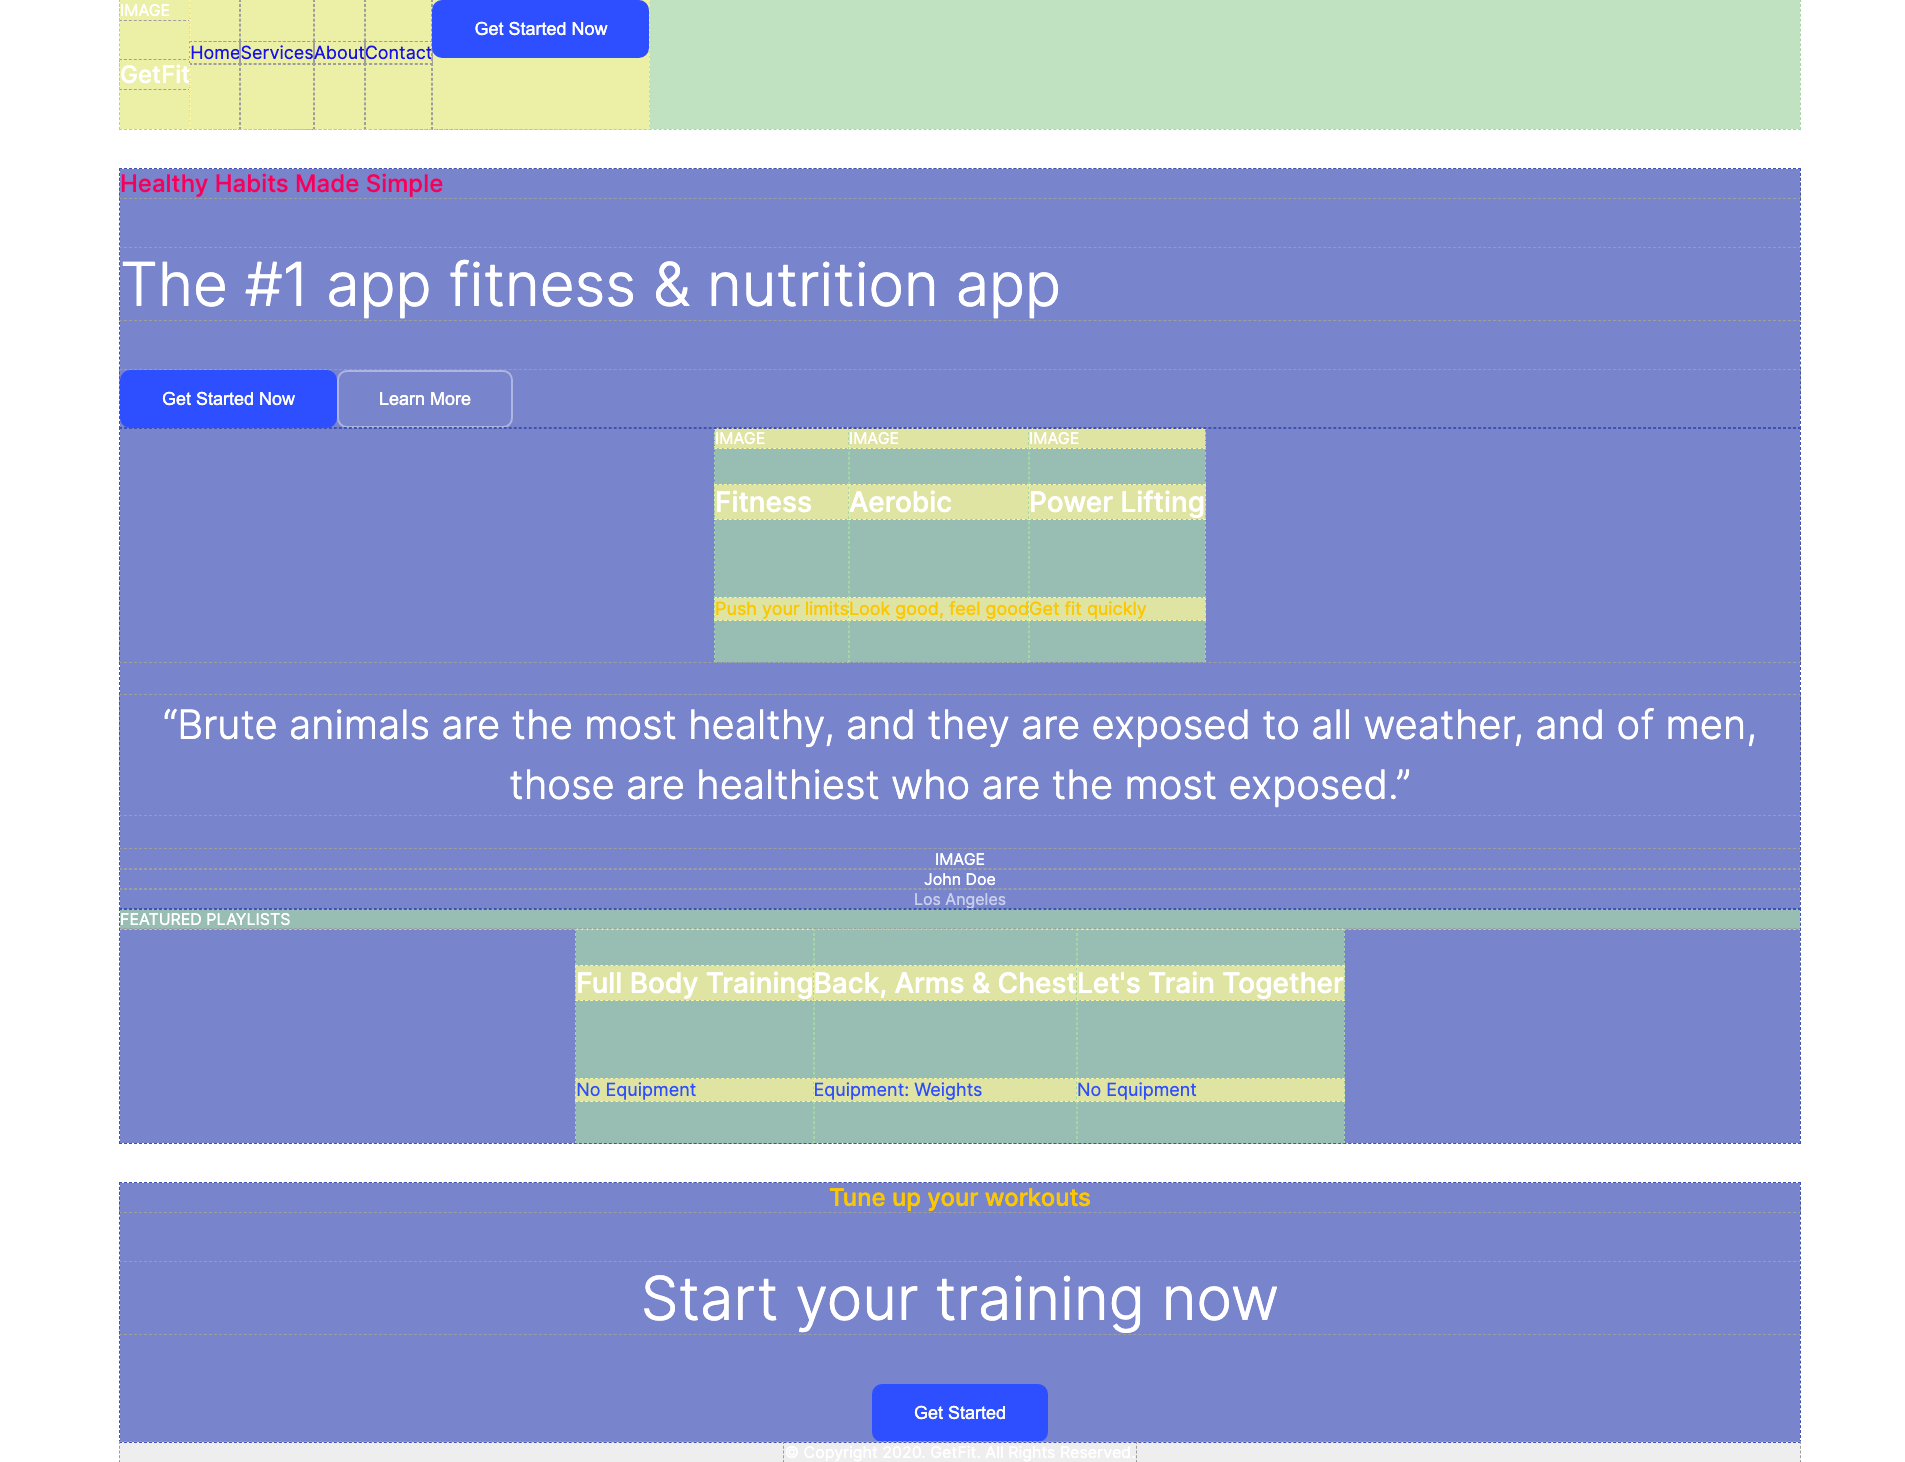 IMAGE
GetFit
Home Services About Contact
Get Started Now
Healthy Habits Made Simple
The #1 app fitness & nutrition app
Get Started Now
Learn More
IMAGE IMAGE IMAGE
Fitness Aerobic Power Lifting
Push your limits Look good, feel good Get fit quickly
“Brute animals are the most healthy, and they are exposed to all weather, and of men,
those are healthiest who are the most exposed.”
IMAGE
John Doe
Los Angeles
FEATURED PLAYLISTS
Full Body Training Back, Arms & Chest Let's Train Together
No Equipment Equipment: Weights No Equipment
Tune up your workouts
Start your training now
Get Started
© Copyright 2020. GetFit. All Rights Reserved.